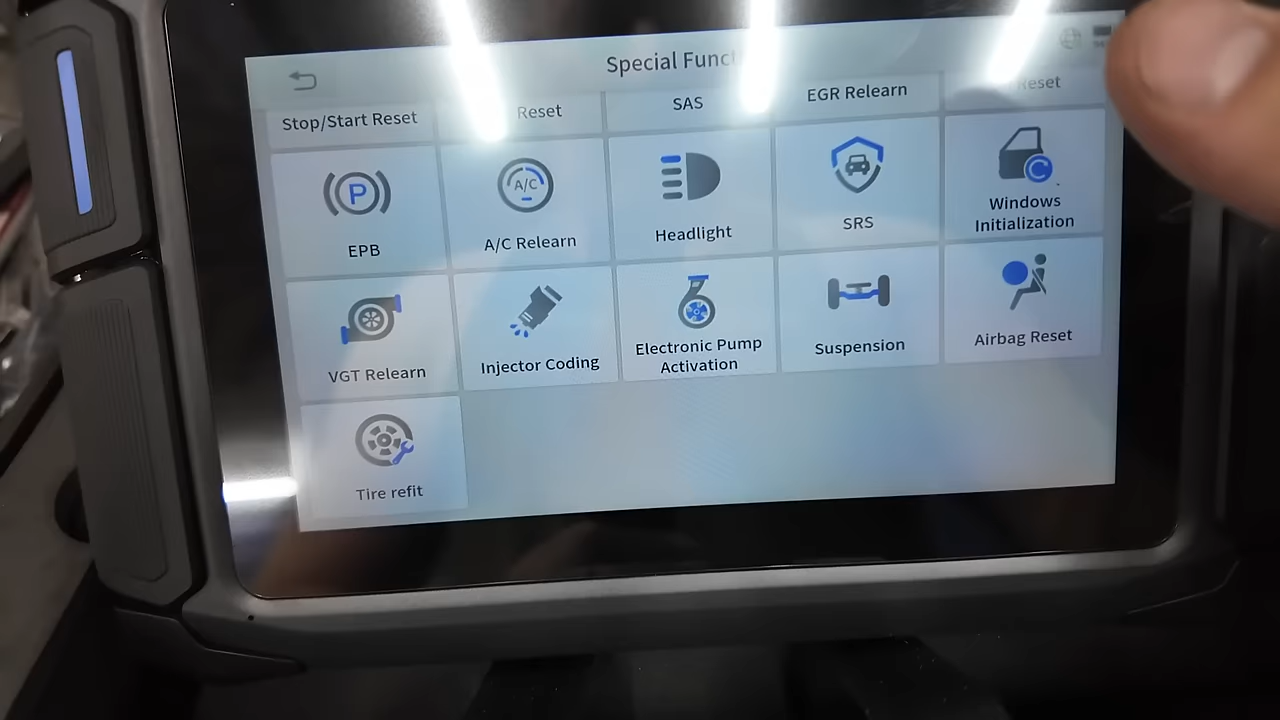 Special Func
Stop/Start Reset
Reset
SAS
EGR Relearn
Reset
P
EPB
A/C
A/C Relearn
Headlight
SRS
C
Windows
Initialization
VGT Relearn
Injector Coding
Electronic Pump
Activation
Suspension
Airbag Reset
Tire refit